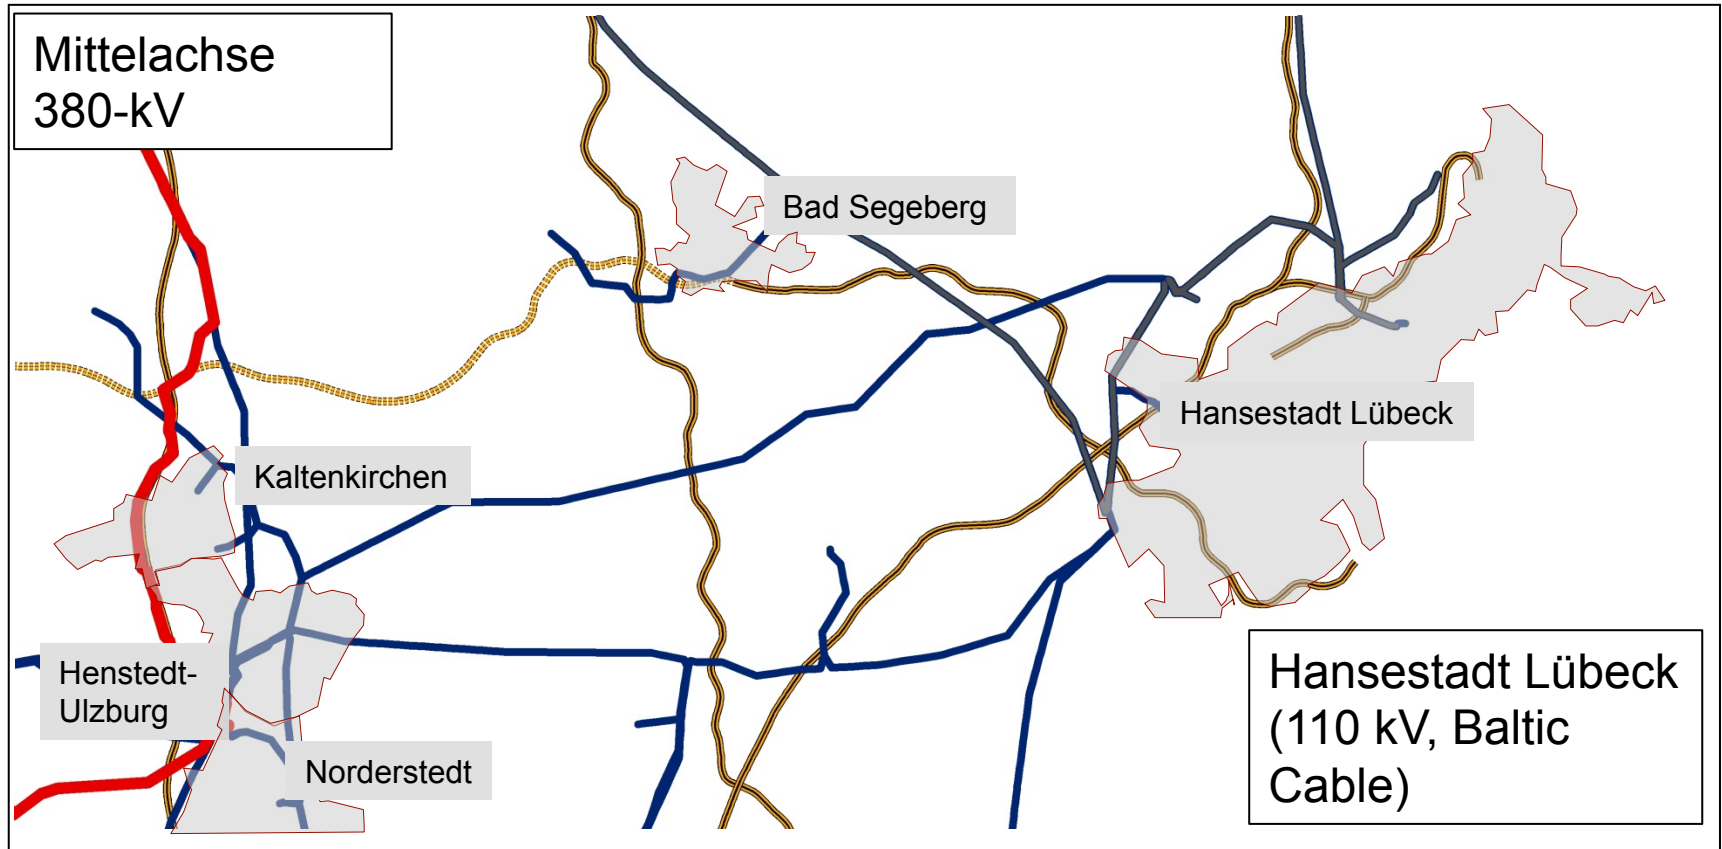 Mittelachse
380-kV
Bad Segeberg
Hansestadt Lübeck
Kaltenkirchen
Henstedt-
Ulzburg
Norderstedt
Hansestadt Lübeck
(110 kV, Baltic
Cable)